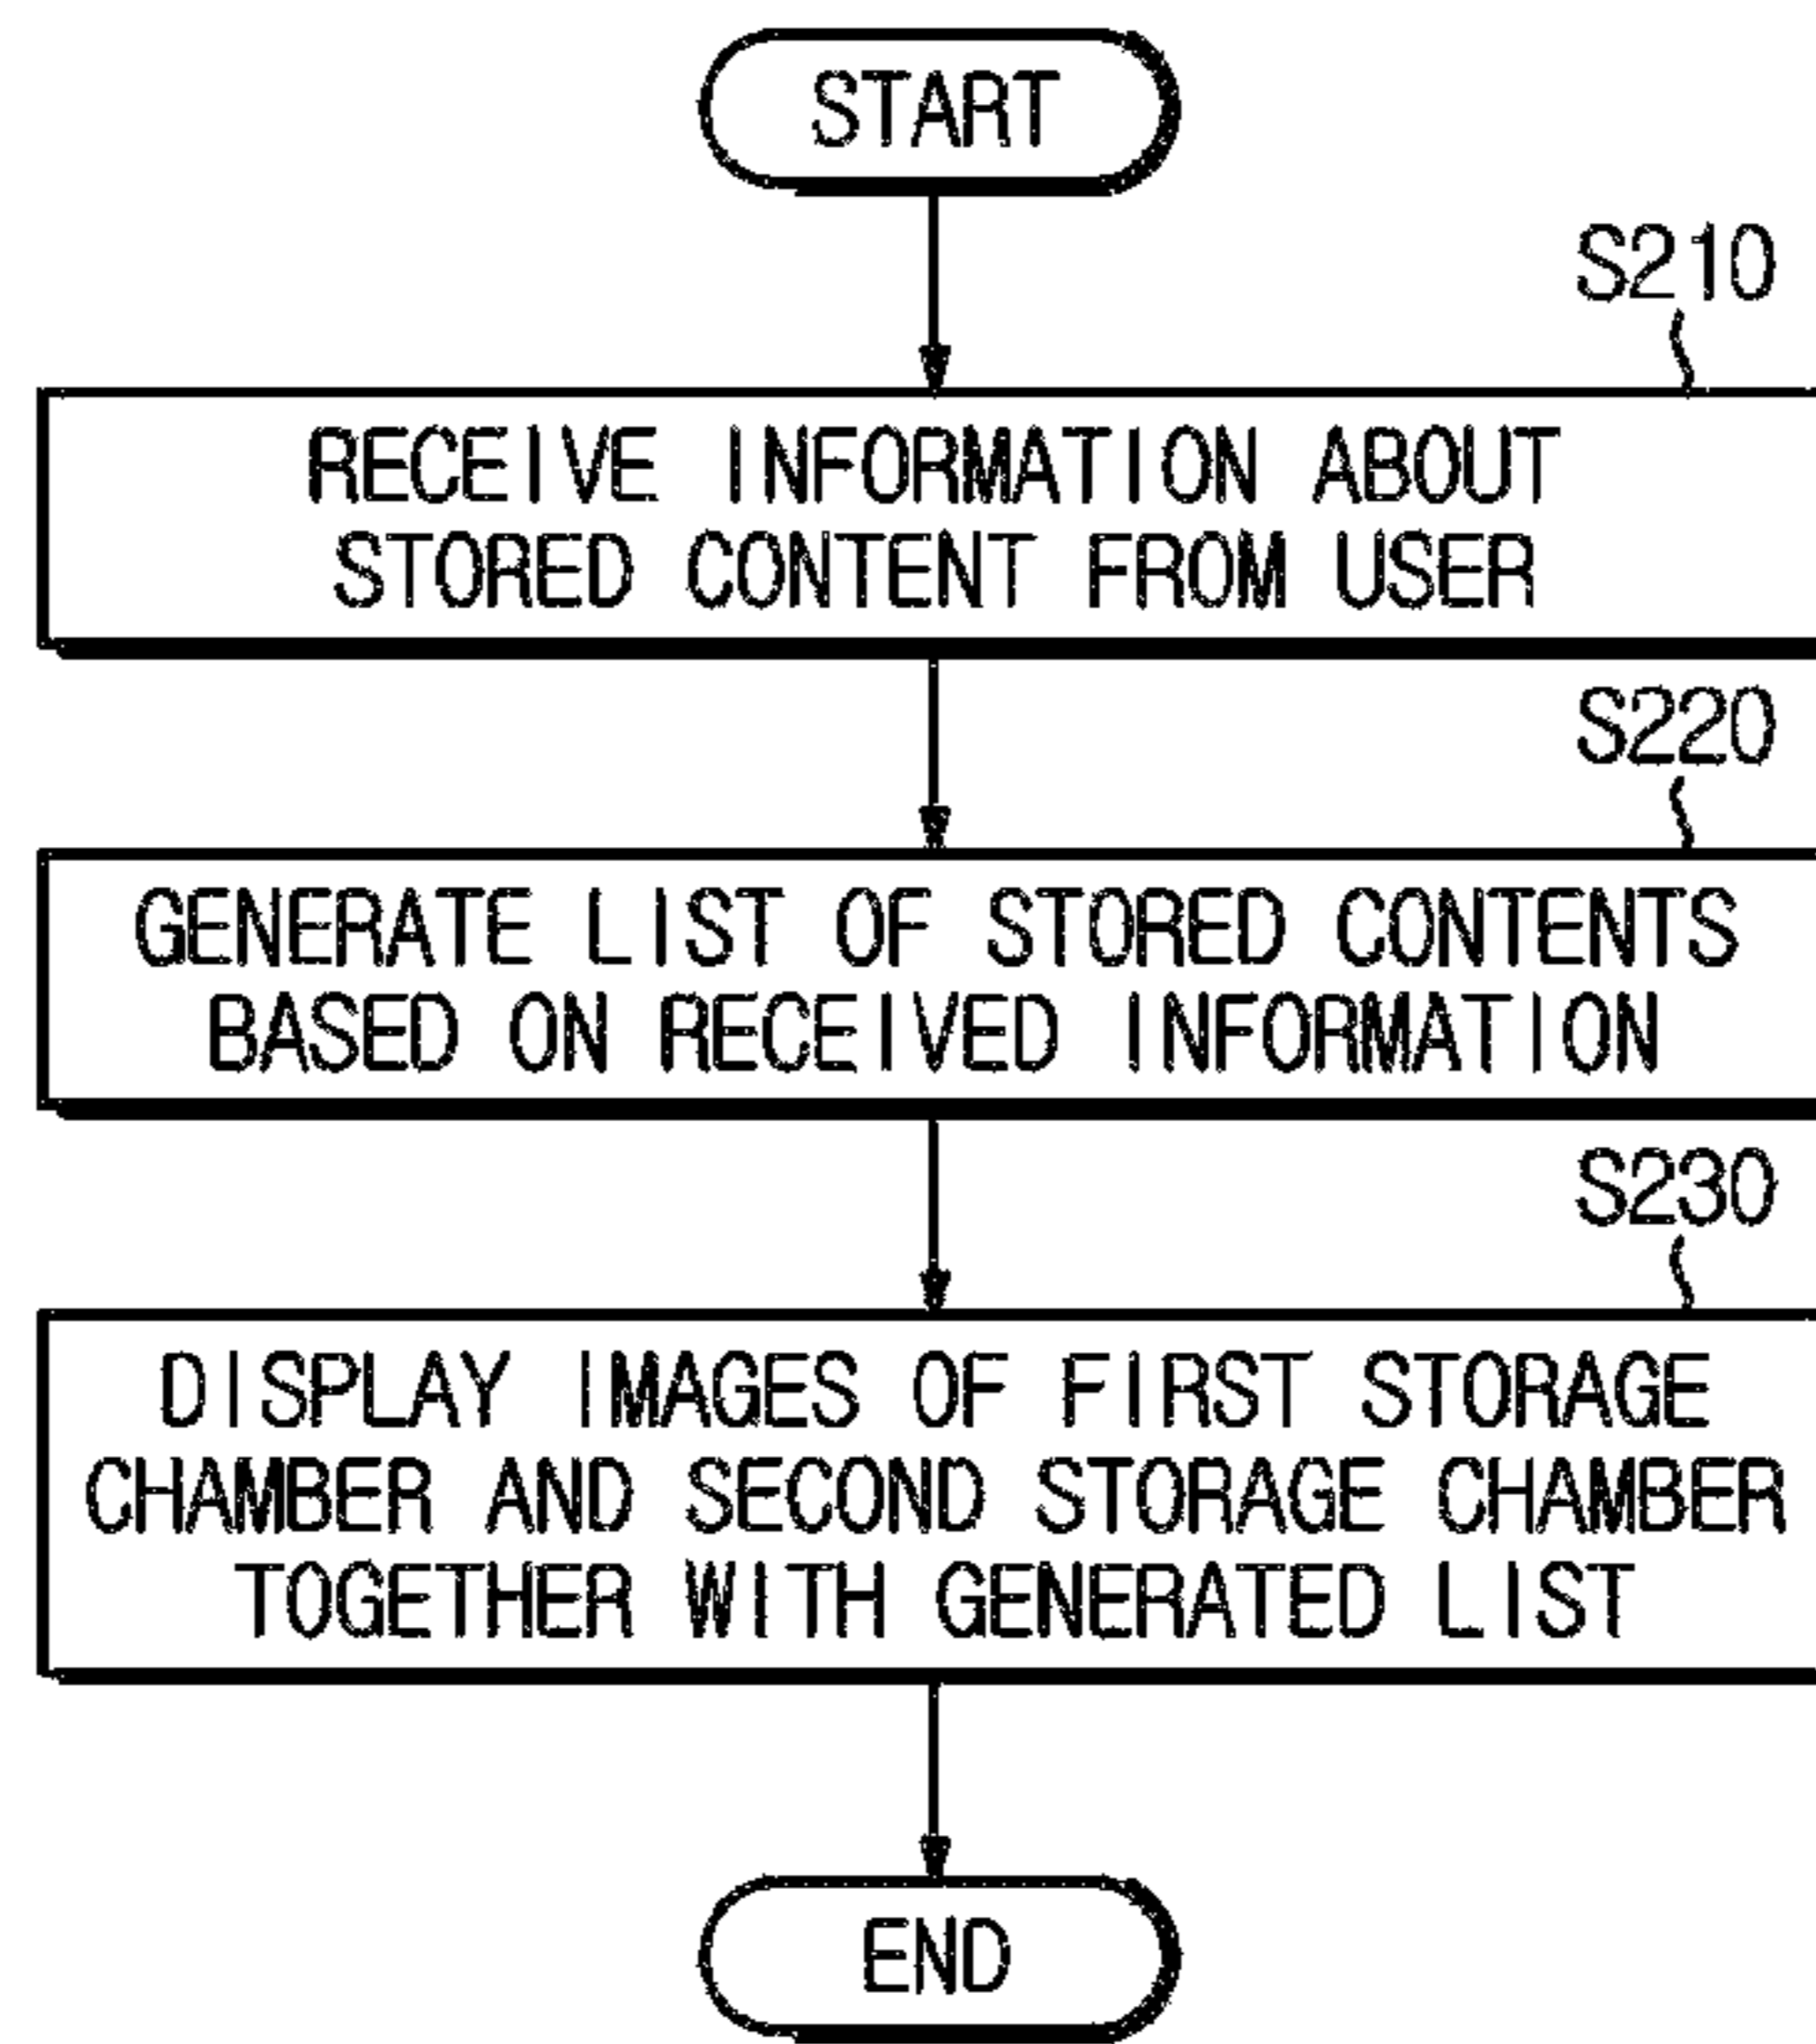 START
S210
RECEIVE INFORMATION ABOUT
STORED CONTENT FROM USER
S220
GENERATE LIST OF STORED CONTENTS
BASED ON RECEIVED INFORMATION
S230
DISPLAY IMAGES OF FIRST STORAGE
CHAMBER AND SECOND STORAGE CHAMBER
TOGETHER WITH GENERATED LIST
END